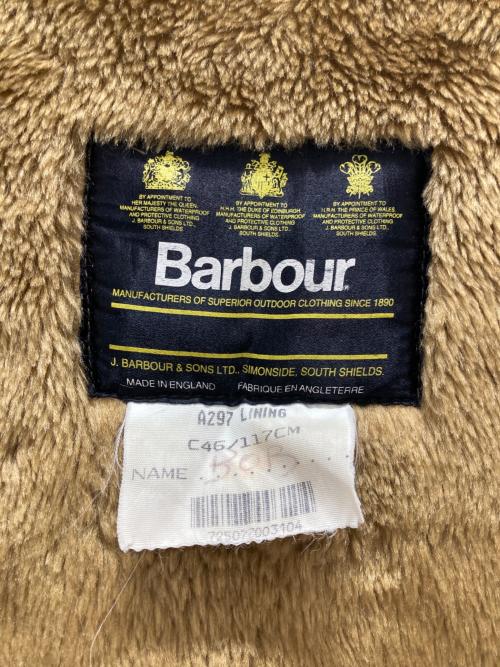 BY APPOINTMENT TO
HER MAJESTY THE QUEEN.
MANUFACTURERS OF WATERPROOF
AND PROTECTIVE CLOTHING
J. BARBOUR & SONS LTD.,
SOUTH SHIELDS.
BY APPOINTMENT TO
H.R.H. THE DUKE OF EDINBURGH
MANUFACTURERS OF WATERPROOF
AND PROTECTIVE CLOTHING
J. BARBOUR & SONS LTD.,
SOUTH SHIELDS.
BY APPOINTMENT TO
H.R.H. THE PRINCE OF WALES
MANUFACTURERS OF WATERPROOF
AND PROTECTIVE CLOTHING
J. BARBOUR & SONS LTD.,
SOUTH SHIELDS.
Barbour
MANUFACTURERS OF SUPERIOR OUTDOOR CLOTHING SINCE 1890
J. BARBOUR & SONS LTD., SIMONSIDE, SOUTH SHIELDS.
MADE IN ENGLAND FABRIQUE EN ANGLETERRE
A297 LINING
C46/117CM
NAME